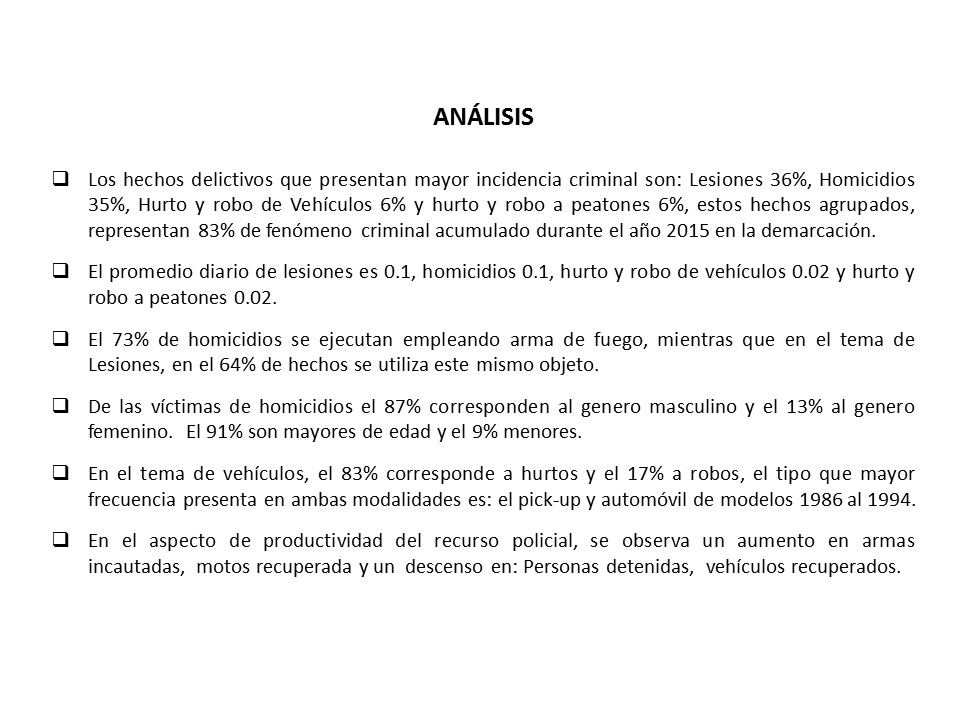 ANÁLISIS
Los hechos delictivos que presentan mayor incidencia criminal son: Lesiones 36%, Homicidios
35%, Hurto y robo de Vehículos 6% y hurto y robo a peatones 6%, estos hechos agrupados,
representan 83% de fenómeno criminal acumulado durante el año 2015 en la demarcación.
El promedio diario de lesiones es 0.1, homicidios 0.1, hurto y robo de vehículos 0.02 y hurto y
robo a peatones 0.02.
El 73% de homicidios se ejecutan empleando arma de fuego, mientras que en el tema de
Lesiones, en el 64% de hechos se utiliza este mismo objeto.
De las víctimas de homicidios el 87% corresponden al genero masculino y el 13% al genero
femenino. El 91% son mayores de edad y el 9% menores.
En el tema de vehículos, el 83% corresponde a hurtos y el 17% a robos, el tipo que mayor
frecuencia presenta en ambas modalidades es: el pick-up y automóvil de modelos 1986 al 1994.
En el aspecto de productividad del recurso policial, se observa un aumento en armas
incautadas, motos recuperada y un descenso en: Personas detenidas, vehículos recuperados.